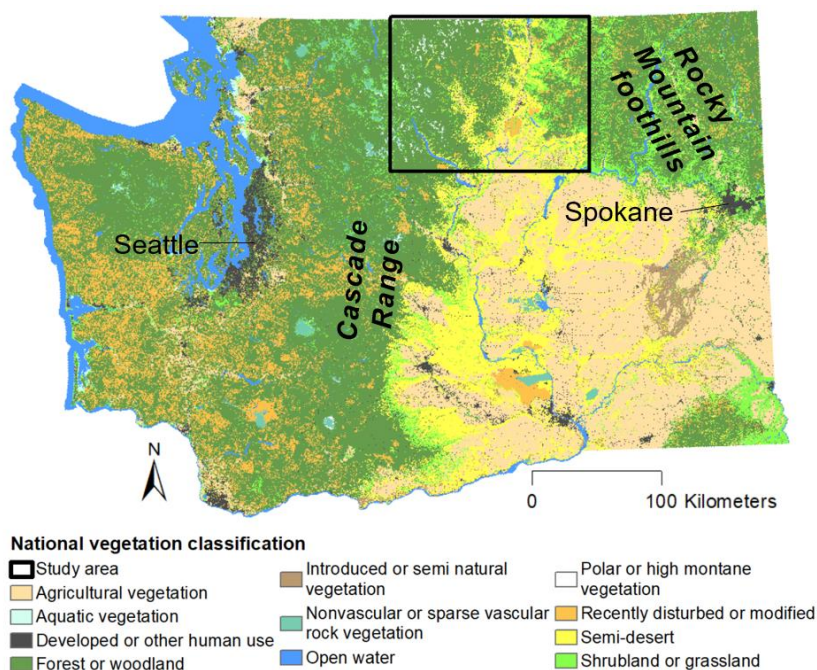 Rocky
Mountain
foothills
Spokane
Seattle
Cascade
Range
N
0 100 Kilometers
National vegetation classification
Study area
Agricultural vegetation
Aquatic vegetation
Developed or other human use
Forest or woodland
Introduced or semi natural
vegetation
Nonvascular or sparse vascular
rock vegetation
Open water
Polar or high montane
vegetation
Recently disturbed or modified
Semi-desert
Shrubland or grassland